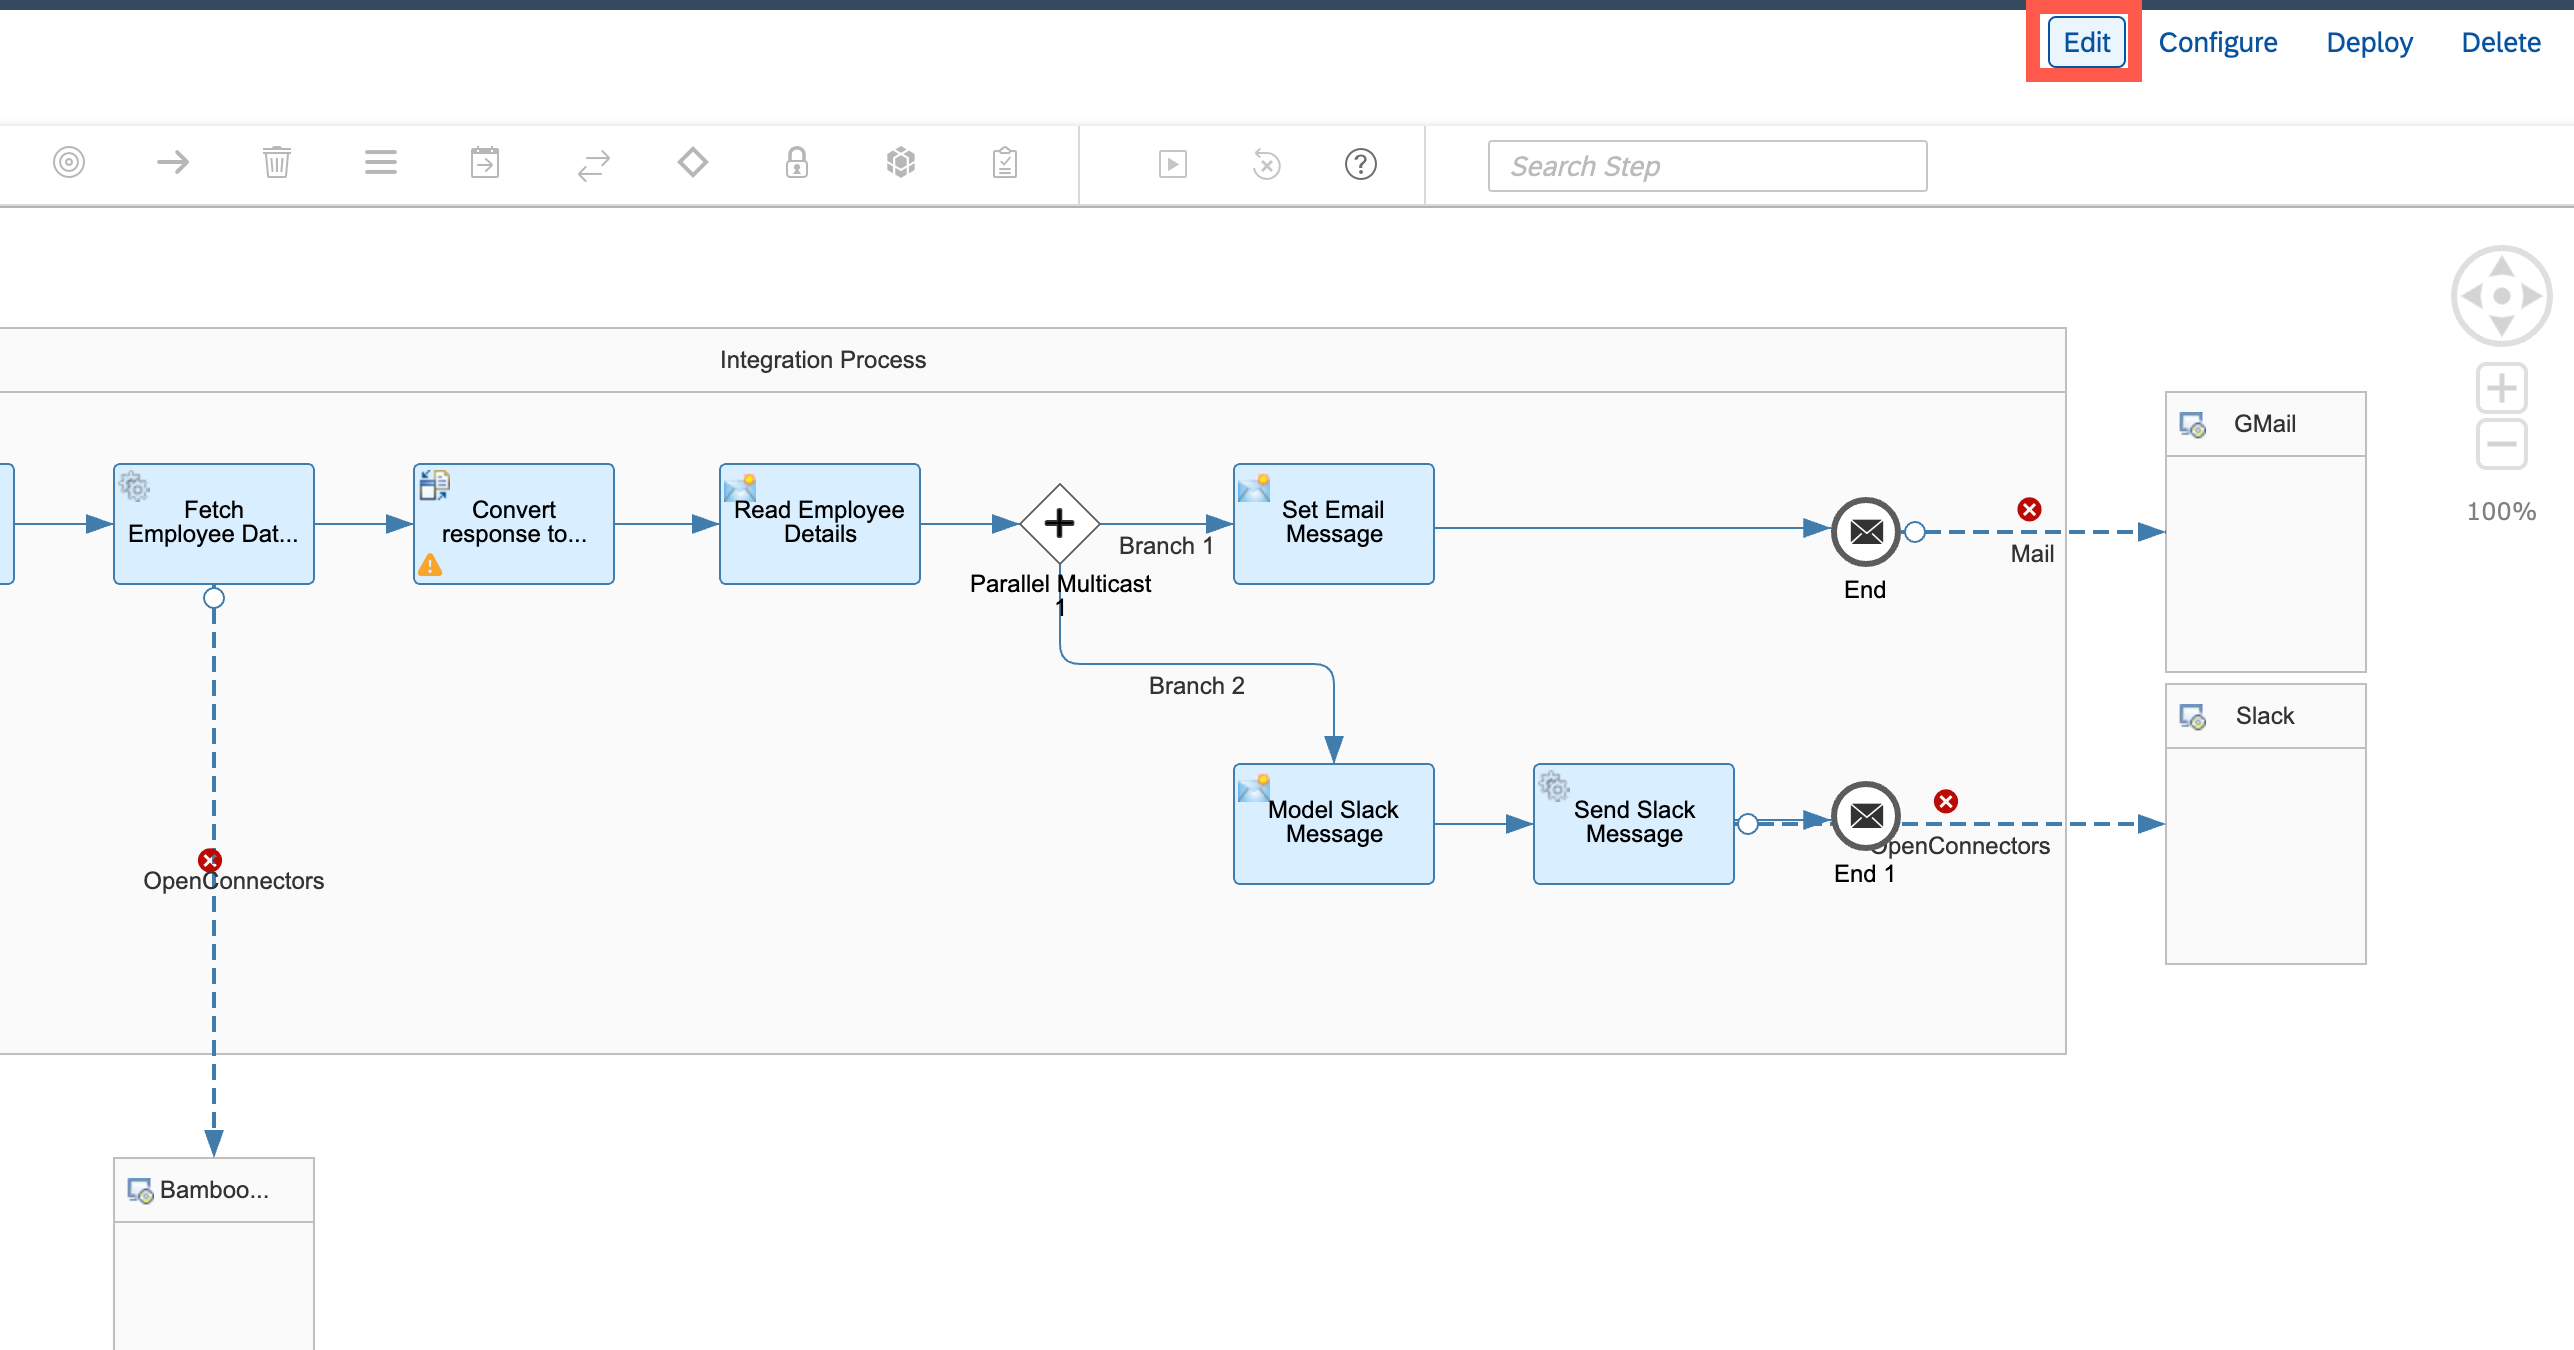 Edit Configure Deploy Delete
Search Step
Integration Process
GMail
Fetch
Employee Dat...
Convert
response to...
Read Employee
Details
Branch 1
Parallel Multicast
1
Set Email
Message
End
Mail
100%
Branch 2
Slack
Model Slack
Message
Send Slack
Message
End 1
OpenConnectors
OpenConnectors
Bamboo...